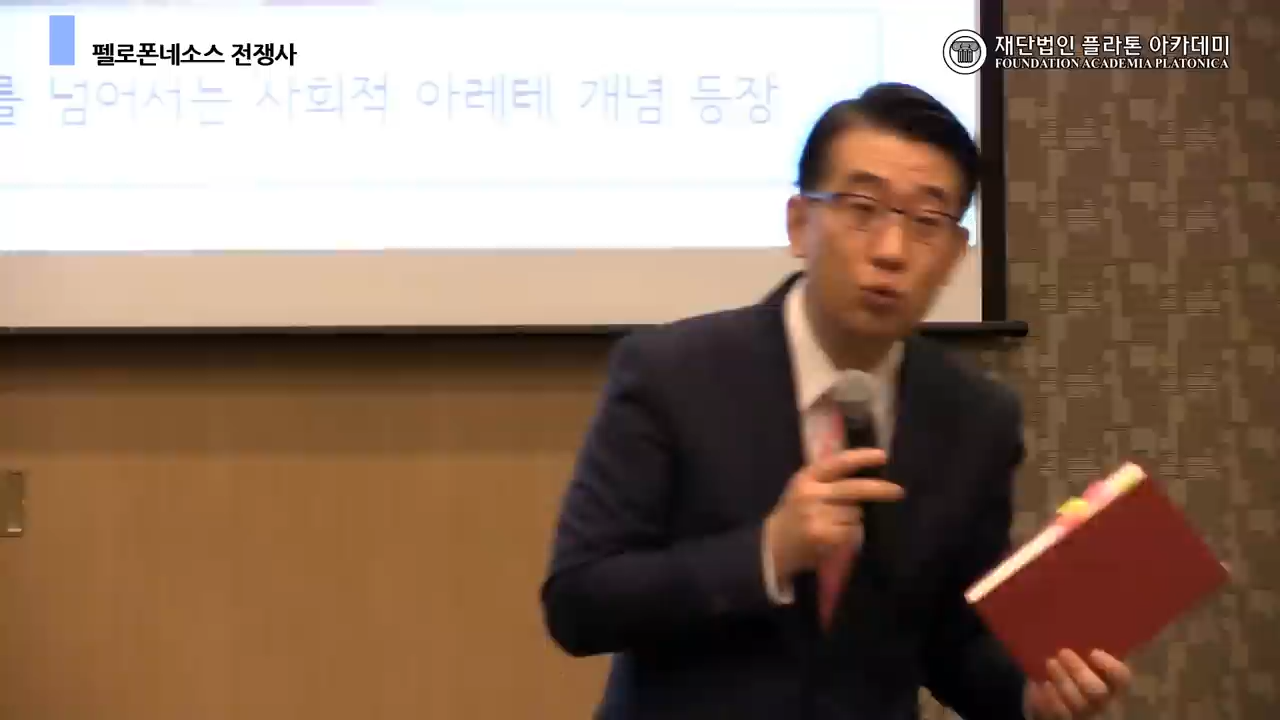 펠로폰네소스 전쟁사
재단법인 플라톤 아카데미
FOUNDATION ACADEMIA PLATONICA
를 넘어서는 사회적 아레테 개념 등장